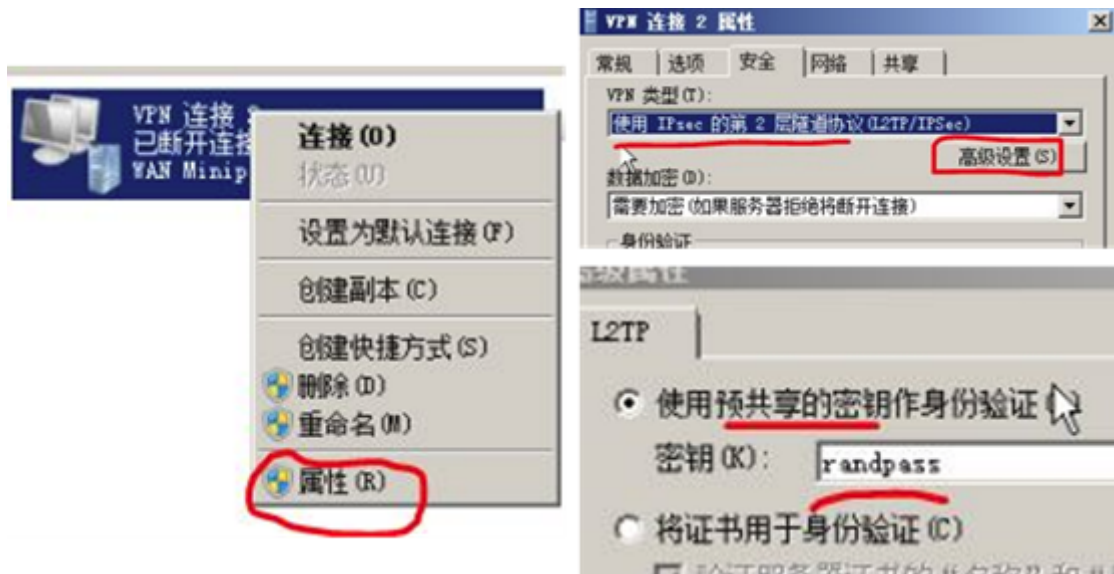 VPN 连接
已断开连接
WAN Minip
连接(O)
状态(U)
设置为默认连接(F)
创建副本(C)
创建快捷方式(S)
删除(D)
重命名(M)
属性(R)
VPN 连接 2 属性
常规 选项 安全 网络 共享
VPN 类型(T):
使用 IPsec 的第 2 层隧道协议(L2TP/IPSec)
高级设置(S)
数据加密(D):
需要加密(如果服务器拒绝将断开连接)
身份验证
高级属性
L2TP
使用预共享的密钥作身份验证
密钥(K):
randpass
将证书用于身份验证(C)